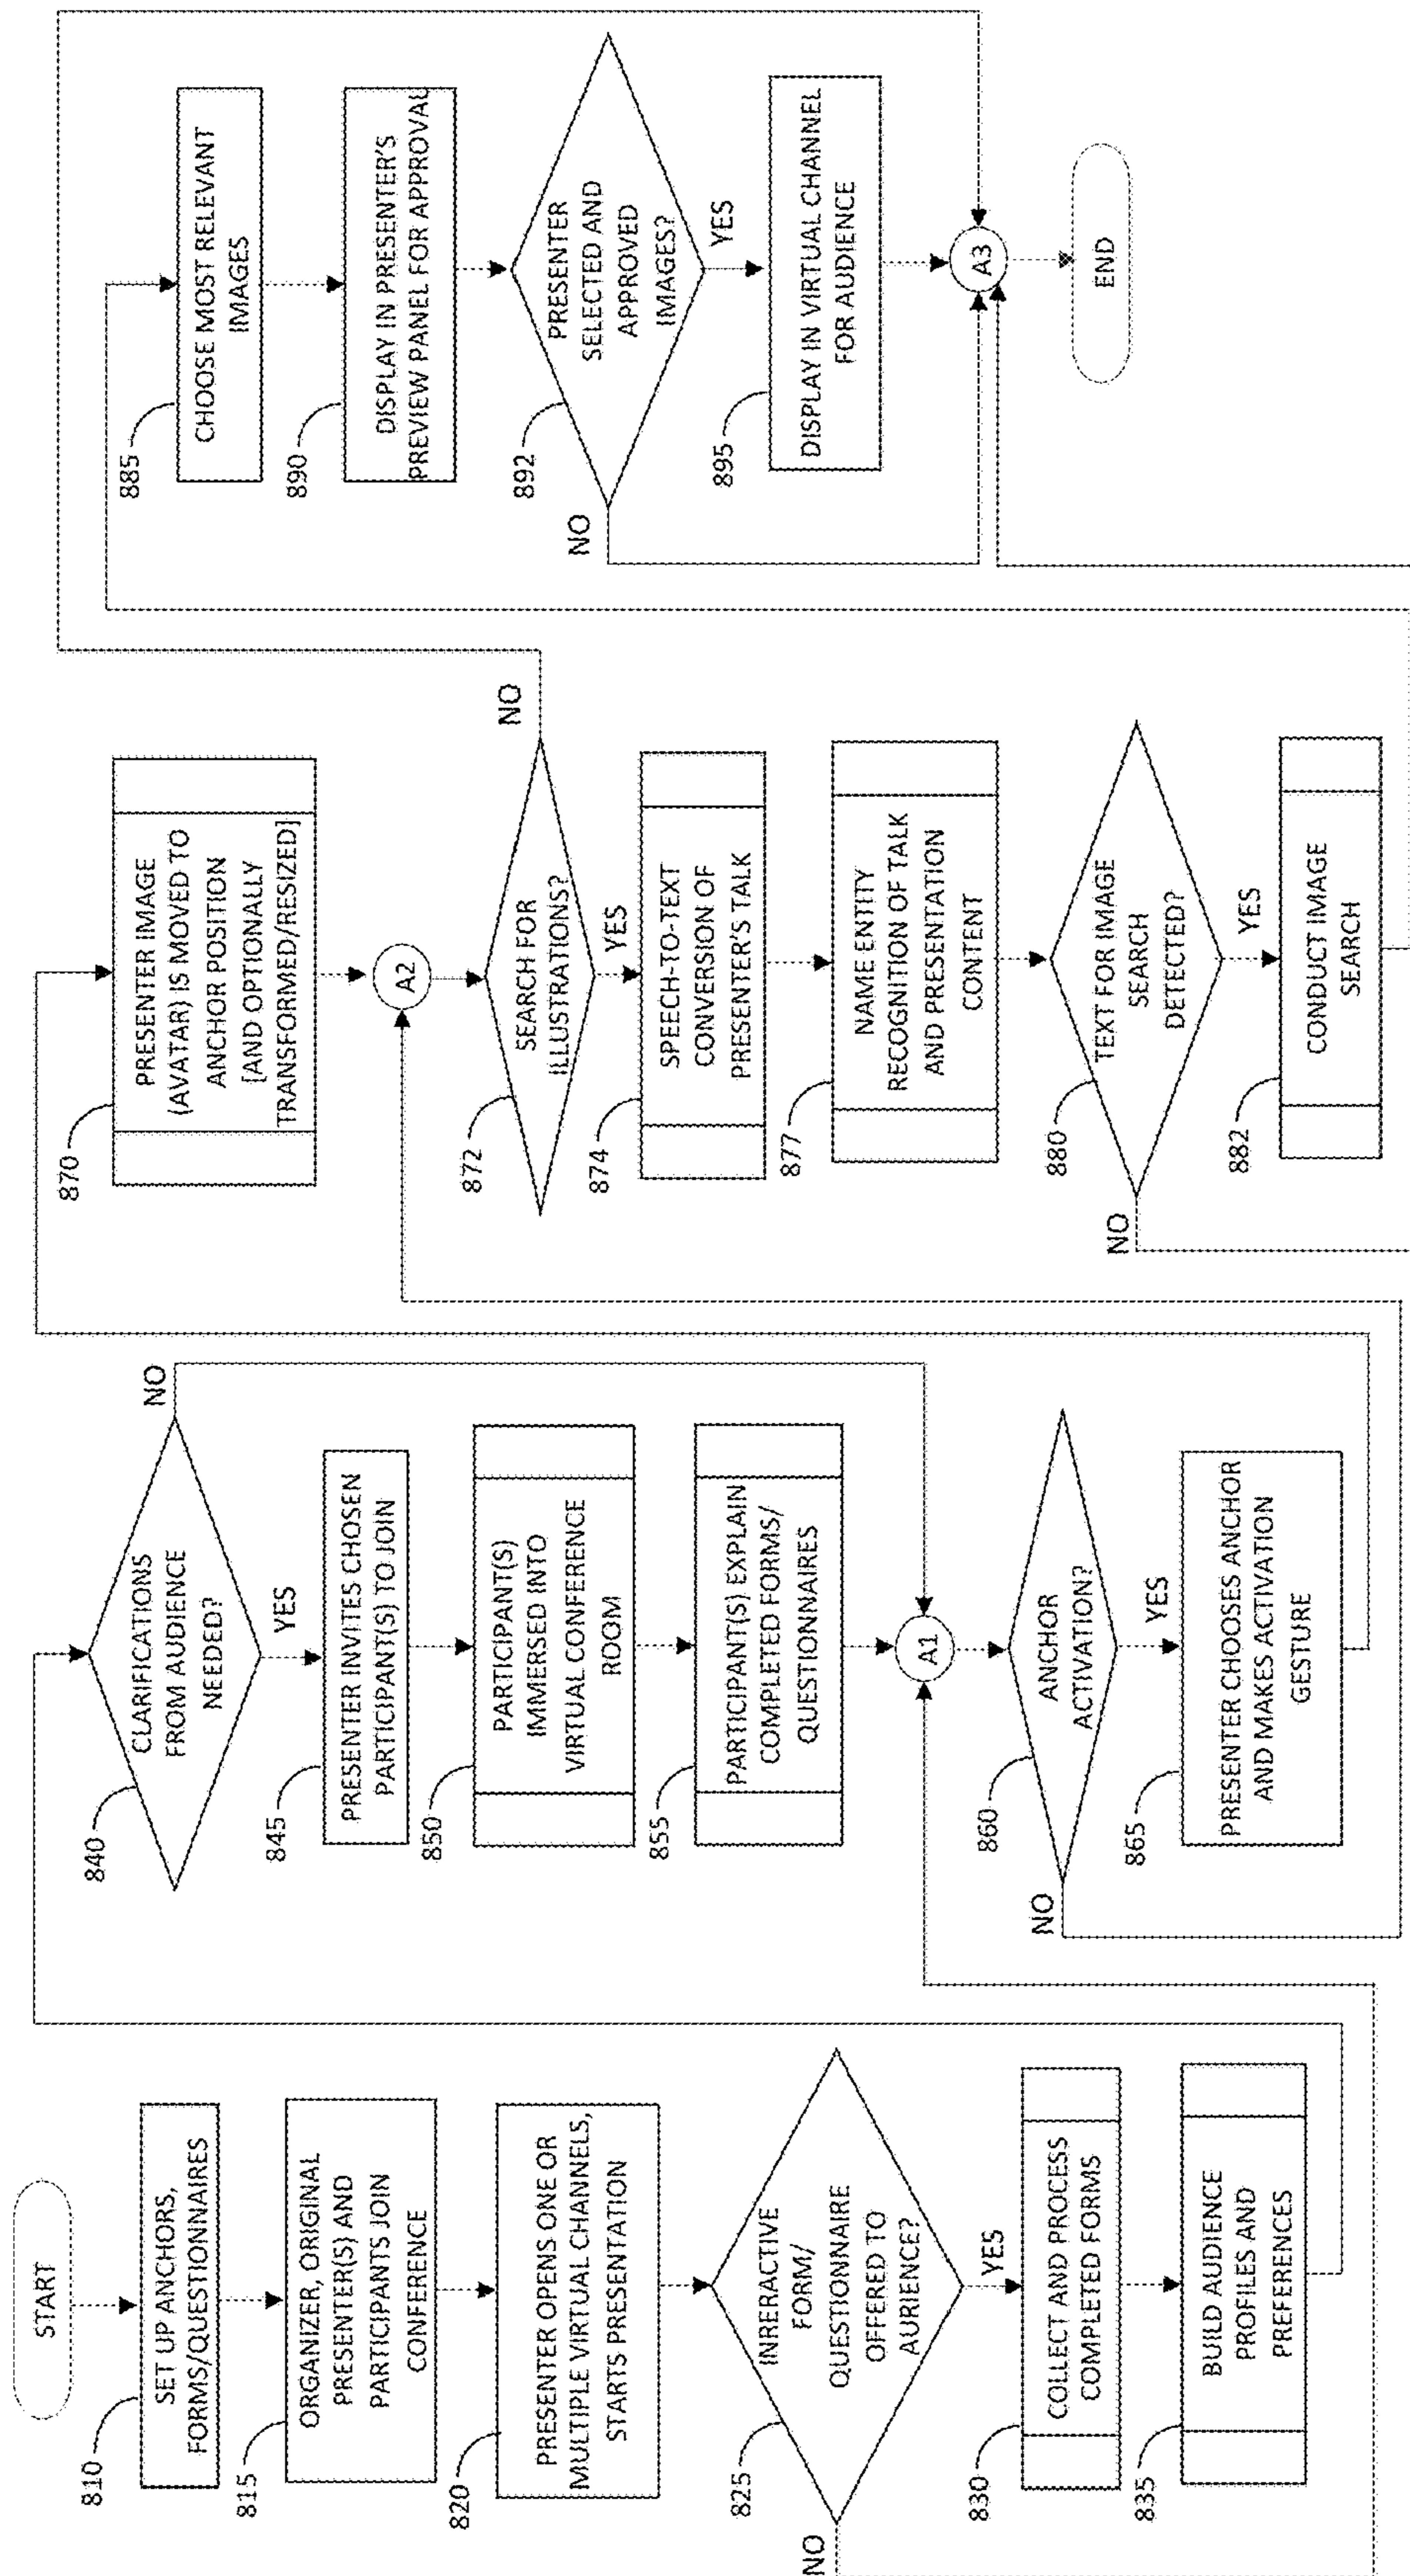 START
810
SET UP ANCHORS,
FORMS/QUESTIONNAIRES
815
ORGANIZER, ORIGINAL
PRESENTER(S) AND
PARTICIPANTS JOIN
CONFERENCE
820
PRESENTER OPENS ONE OR
MULTIPLE VIRTUAL CHANNELS,
STARTS PRESENTATION
825
INRERACTIVE
FORM/
QUESTIONNAIRE
OFFERED TO
AURIENCE?
NO
YES
830
COLLECT AND PROCESS
COMPLETED FORMS
835
BUILD AUDIENCE
PROFILES AND
PREFERENCES
840
CLARIFICATIONS
FROM AUDIENCE
NEEDED?
NO
YES
845
PRESENTER INVITES CHOSEN
PARTICIPANT(S) TO JOIN
850
PARTICIPANT(S)
IMMERSED INTO
VIRTUAL CONFERENCE
ROOM
855
PARTICIPANT(S) EXPLAIN
COMPLETED FORMS/
QUESTIONNAIRES
A1
860
ANCHOR
ACTIVATION?
NO
YES
865
PRESENTER CHOOSES ANCHOR
AND MAKES ACTIVATION
GESTURE
870
PRESENTER IMAGE
(AVATAR) IS MOVED TO
ANCHOR POSITION
[AND OPTIONALLY
TRANSFORMED/RESIZED]
A2
872
SEARCH FOR
ILLUSTRATIONS?
NO
YES
874
SPEECH-TO-TEXT
CONVERSION OF
PRESENTER'S TALK
877
NAME ENTITY
RECOGNITION OF TALK
AND PRESENTATION
CONTENT
880
TEXT FOR IMAGE
SEARCH
DETECTED?
NO
YES
882
CONDUCT IMAGE
SEARCH
885
CHOOSE MOST RELEVANT
IMAGES
890
DISPLAY IN PRESENTER'S
PREVIEW PANEL FOR APPROVAL
892
PRESENTER
SELECTED AND
APPROVED
IMAGES?
NO
YES
895
DISPLAY IN VIRTUAL CHANNEL
FOR AUDIENCE
A3
END